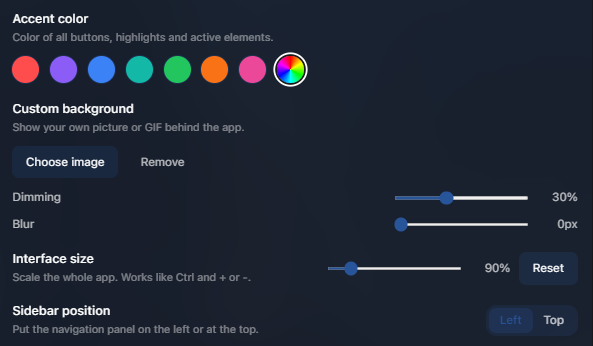 Accent color
Color of all buttons, highlights and active elements.
Custom background
Show your own picture or GIF behind the app.
Choose image Remove
Dimming 30%
Blur 0px
Interface size
Scale the whole app. Works like Ctrl and + or -.
90% Reset
Sidebar position
Put the navigation panel on the left or at the top.
Left Top